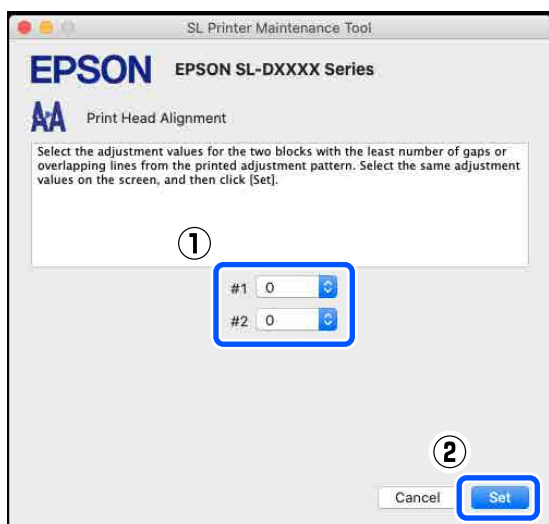 SL Printer Maintenance Tool
EPSON EPSON SL-DXXXX Series
Print Head Alignment
Select the adjustment values for the two blocks with the least number of gaps or
overlapping lines from the printed adjustment pattern. Select the same adjustment
values on the screen, and then click [Set].
①
#1 0
#2 0
②
Cancel Set